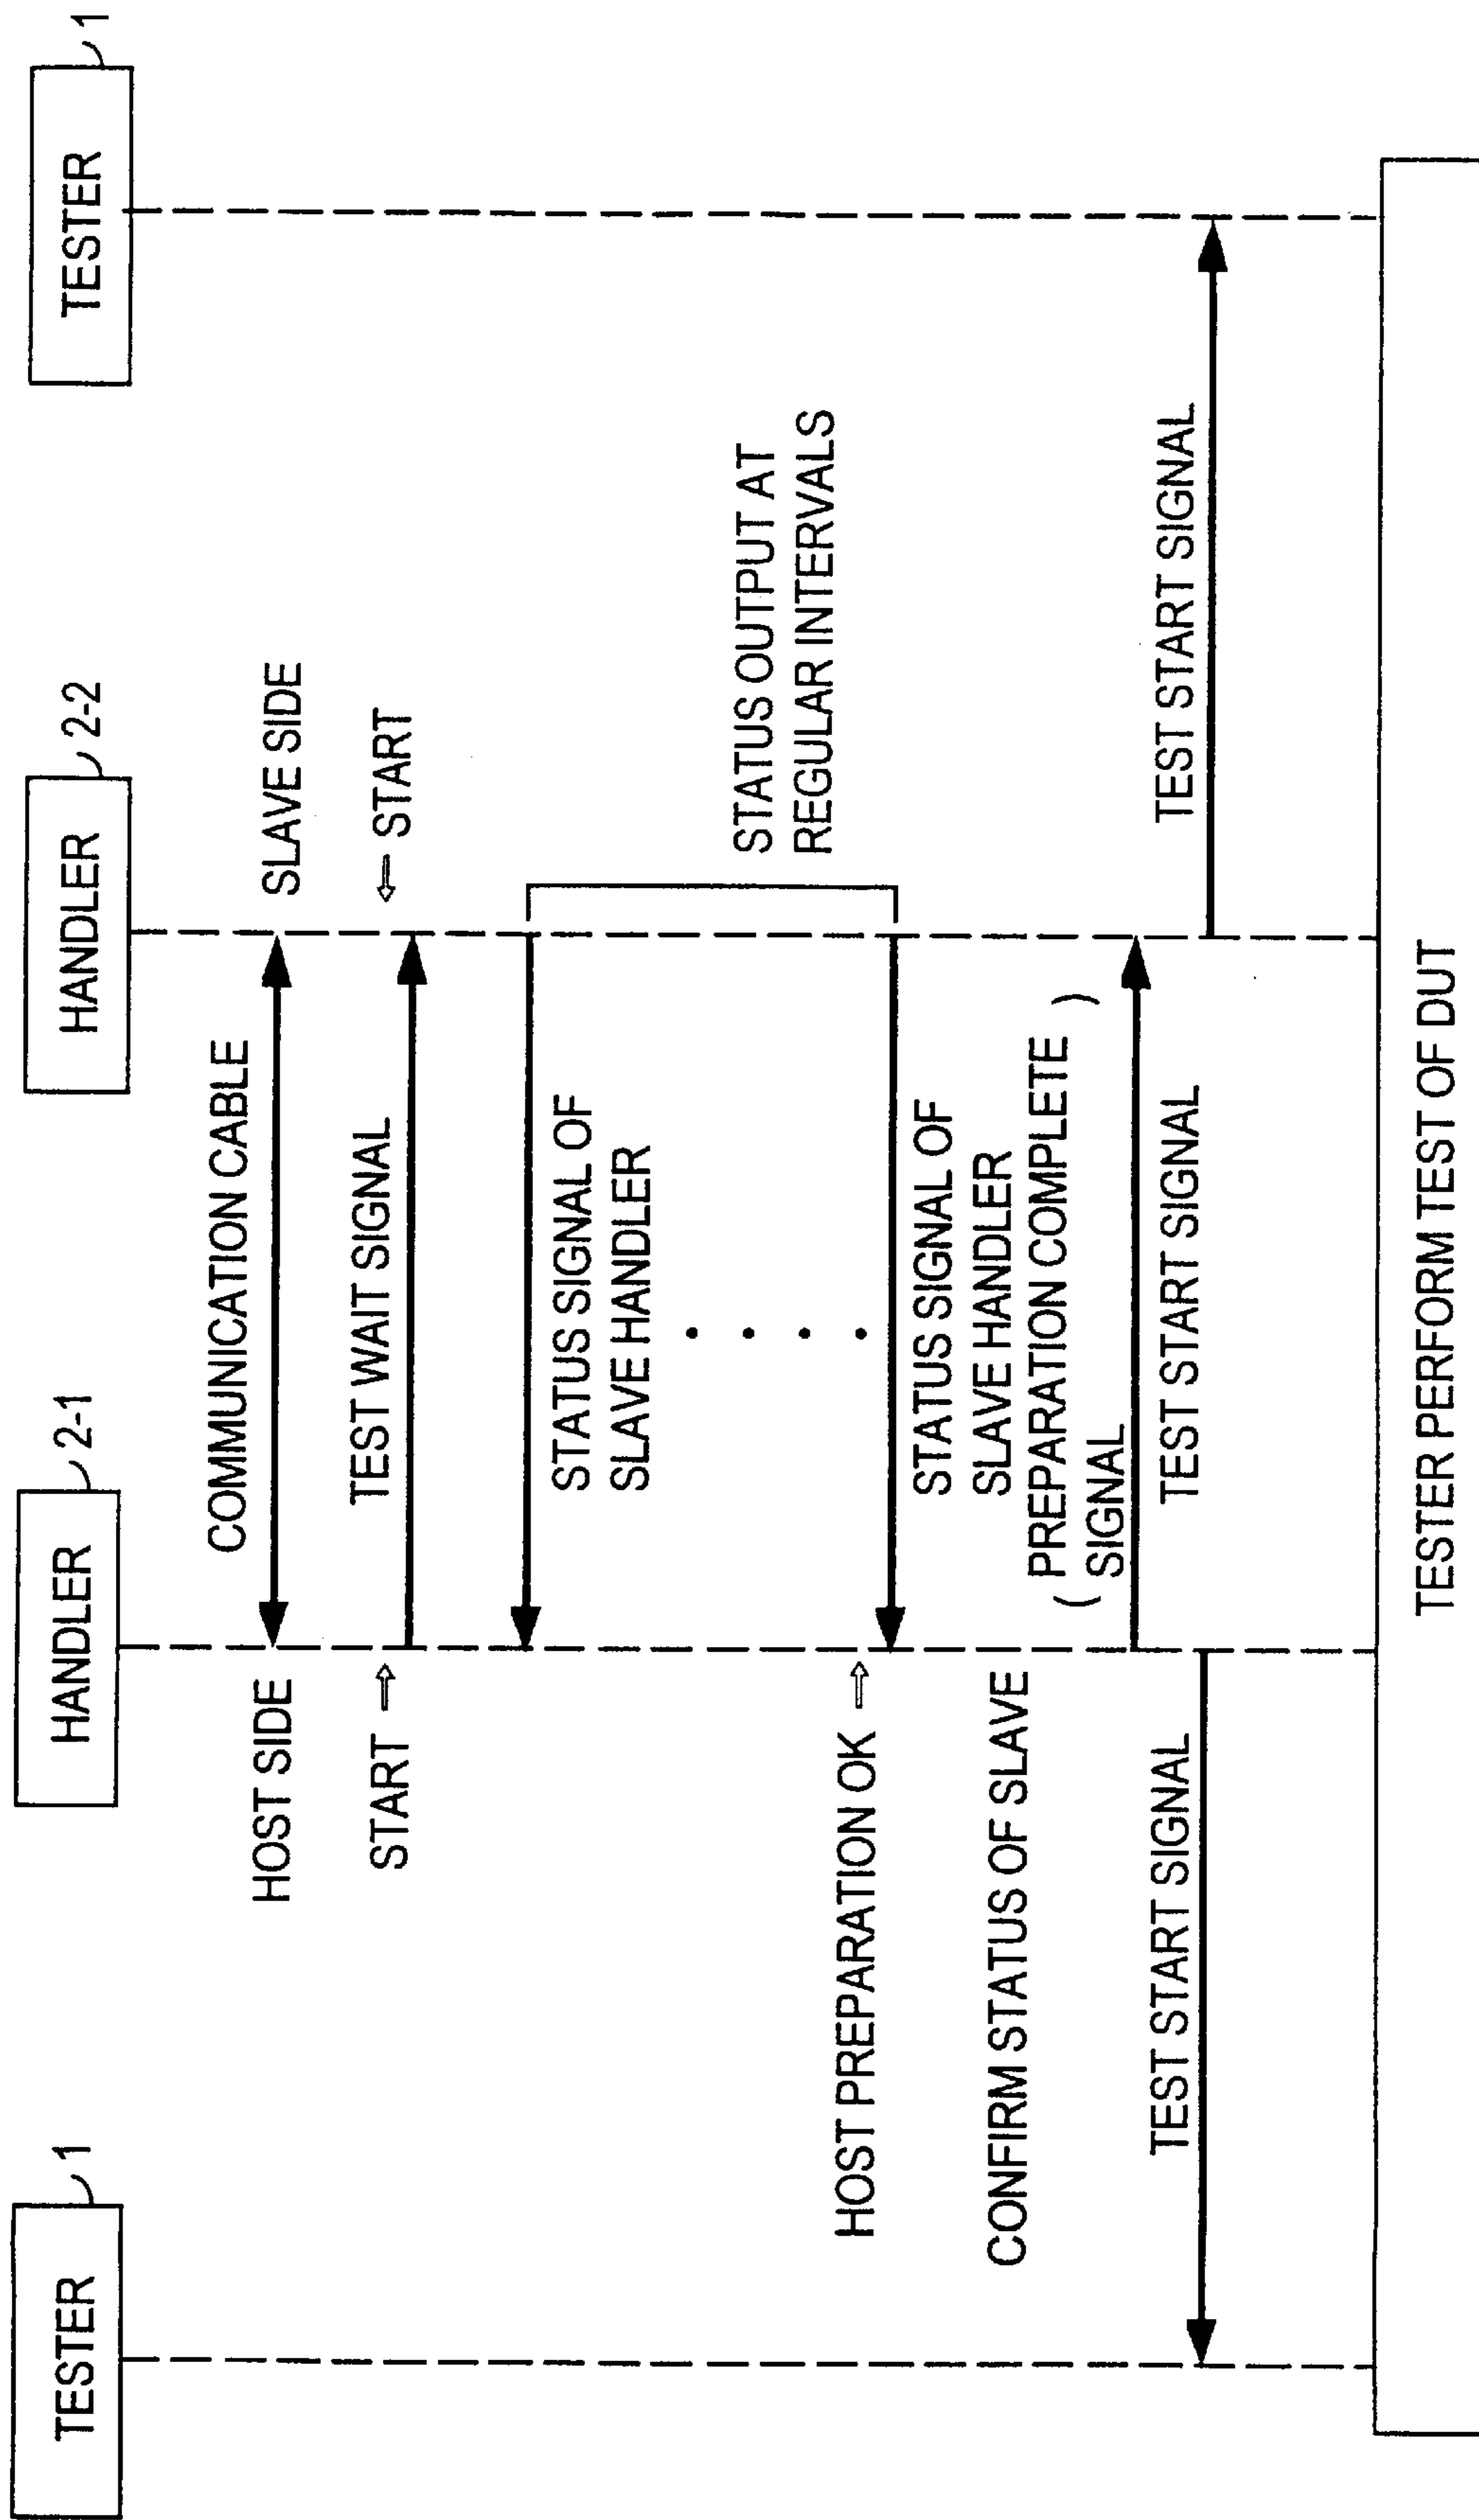 TESTER
1
HANDLER
2-1
HANDLER
2-2
TESTER
1
HOST SIDE
COMMUNICATION CABLE
SLAVE SIDE
START
TEST WAIT SIGNAL
START
STATUS SIGNAL OF
SLAVE HANDLER
STATUS OUTPUT AT
REGULAR INTERVALS
HOST PREPARATION OK
STATUS SIGNAL OF
SLAVE HANDLER
(PREPARATION COMPLETE
SIGNAL)
CONFIRM STATUS OF SLAVE
TEST START SIGNAL
TEST START SIGNAL
TEST START SIGNAL
TESTER PERFORM TEST OF DUT